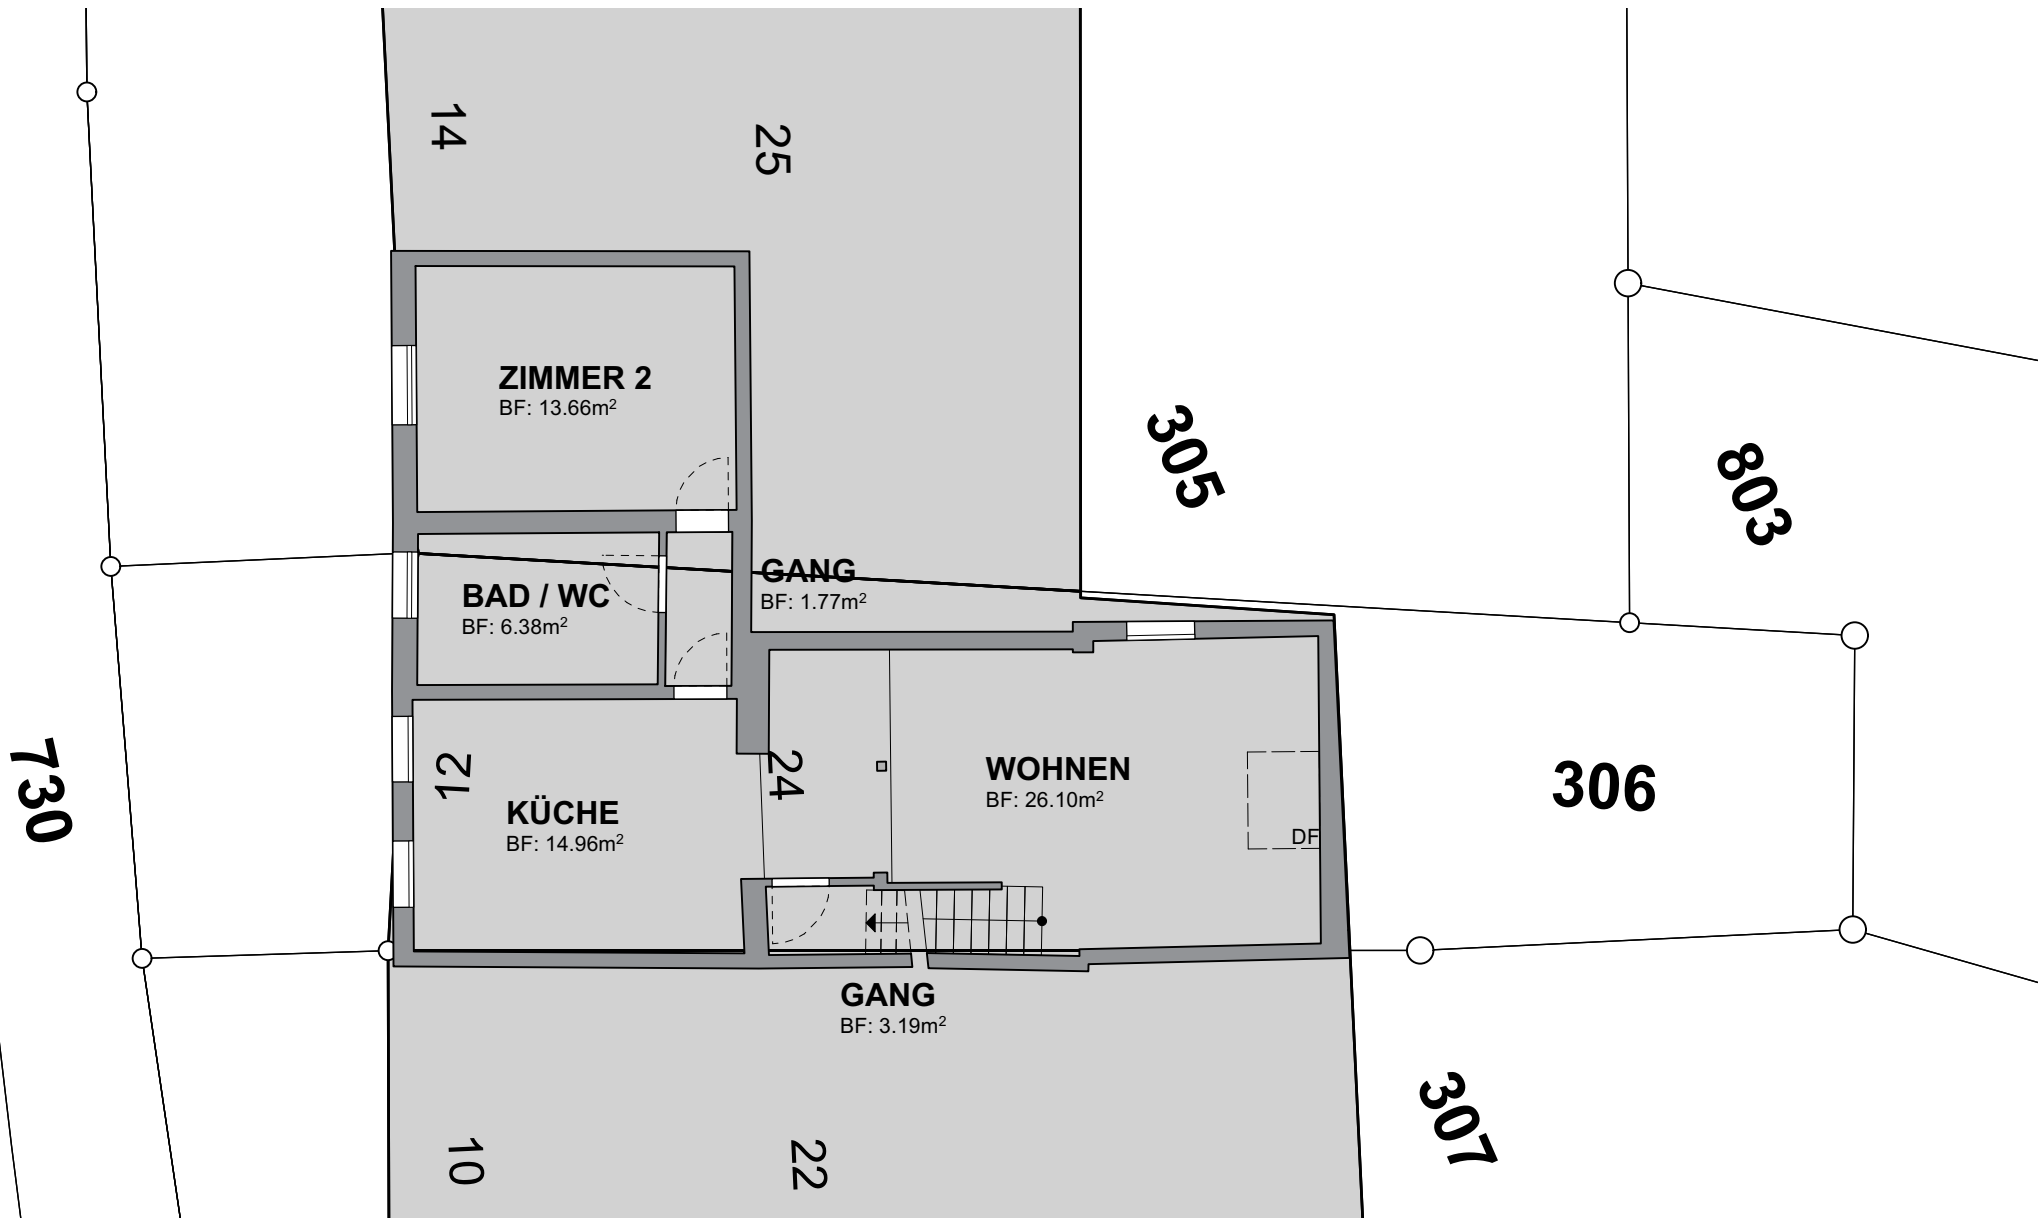 14
25
ZIMMER 2
BF: 13.66m²
305
803
GANG
BF: 1.77m²
BAD / WC
BF: 6.38m²
730
12
24
WOHNEN
BF: 26.10m²
306
KÜCHE
BF: 14.96m²
DF
GANG
BF: 3.19m²
307
10
22